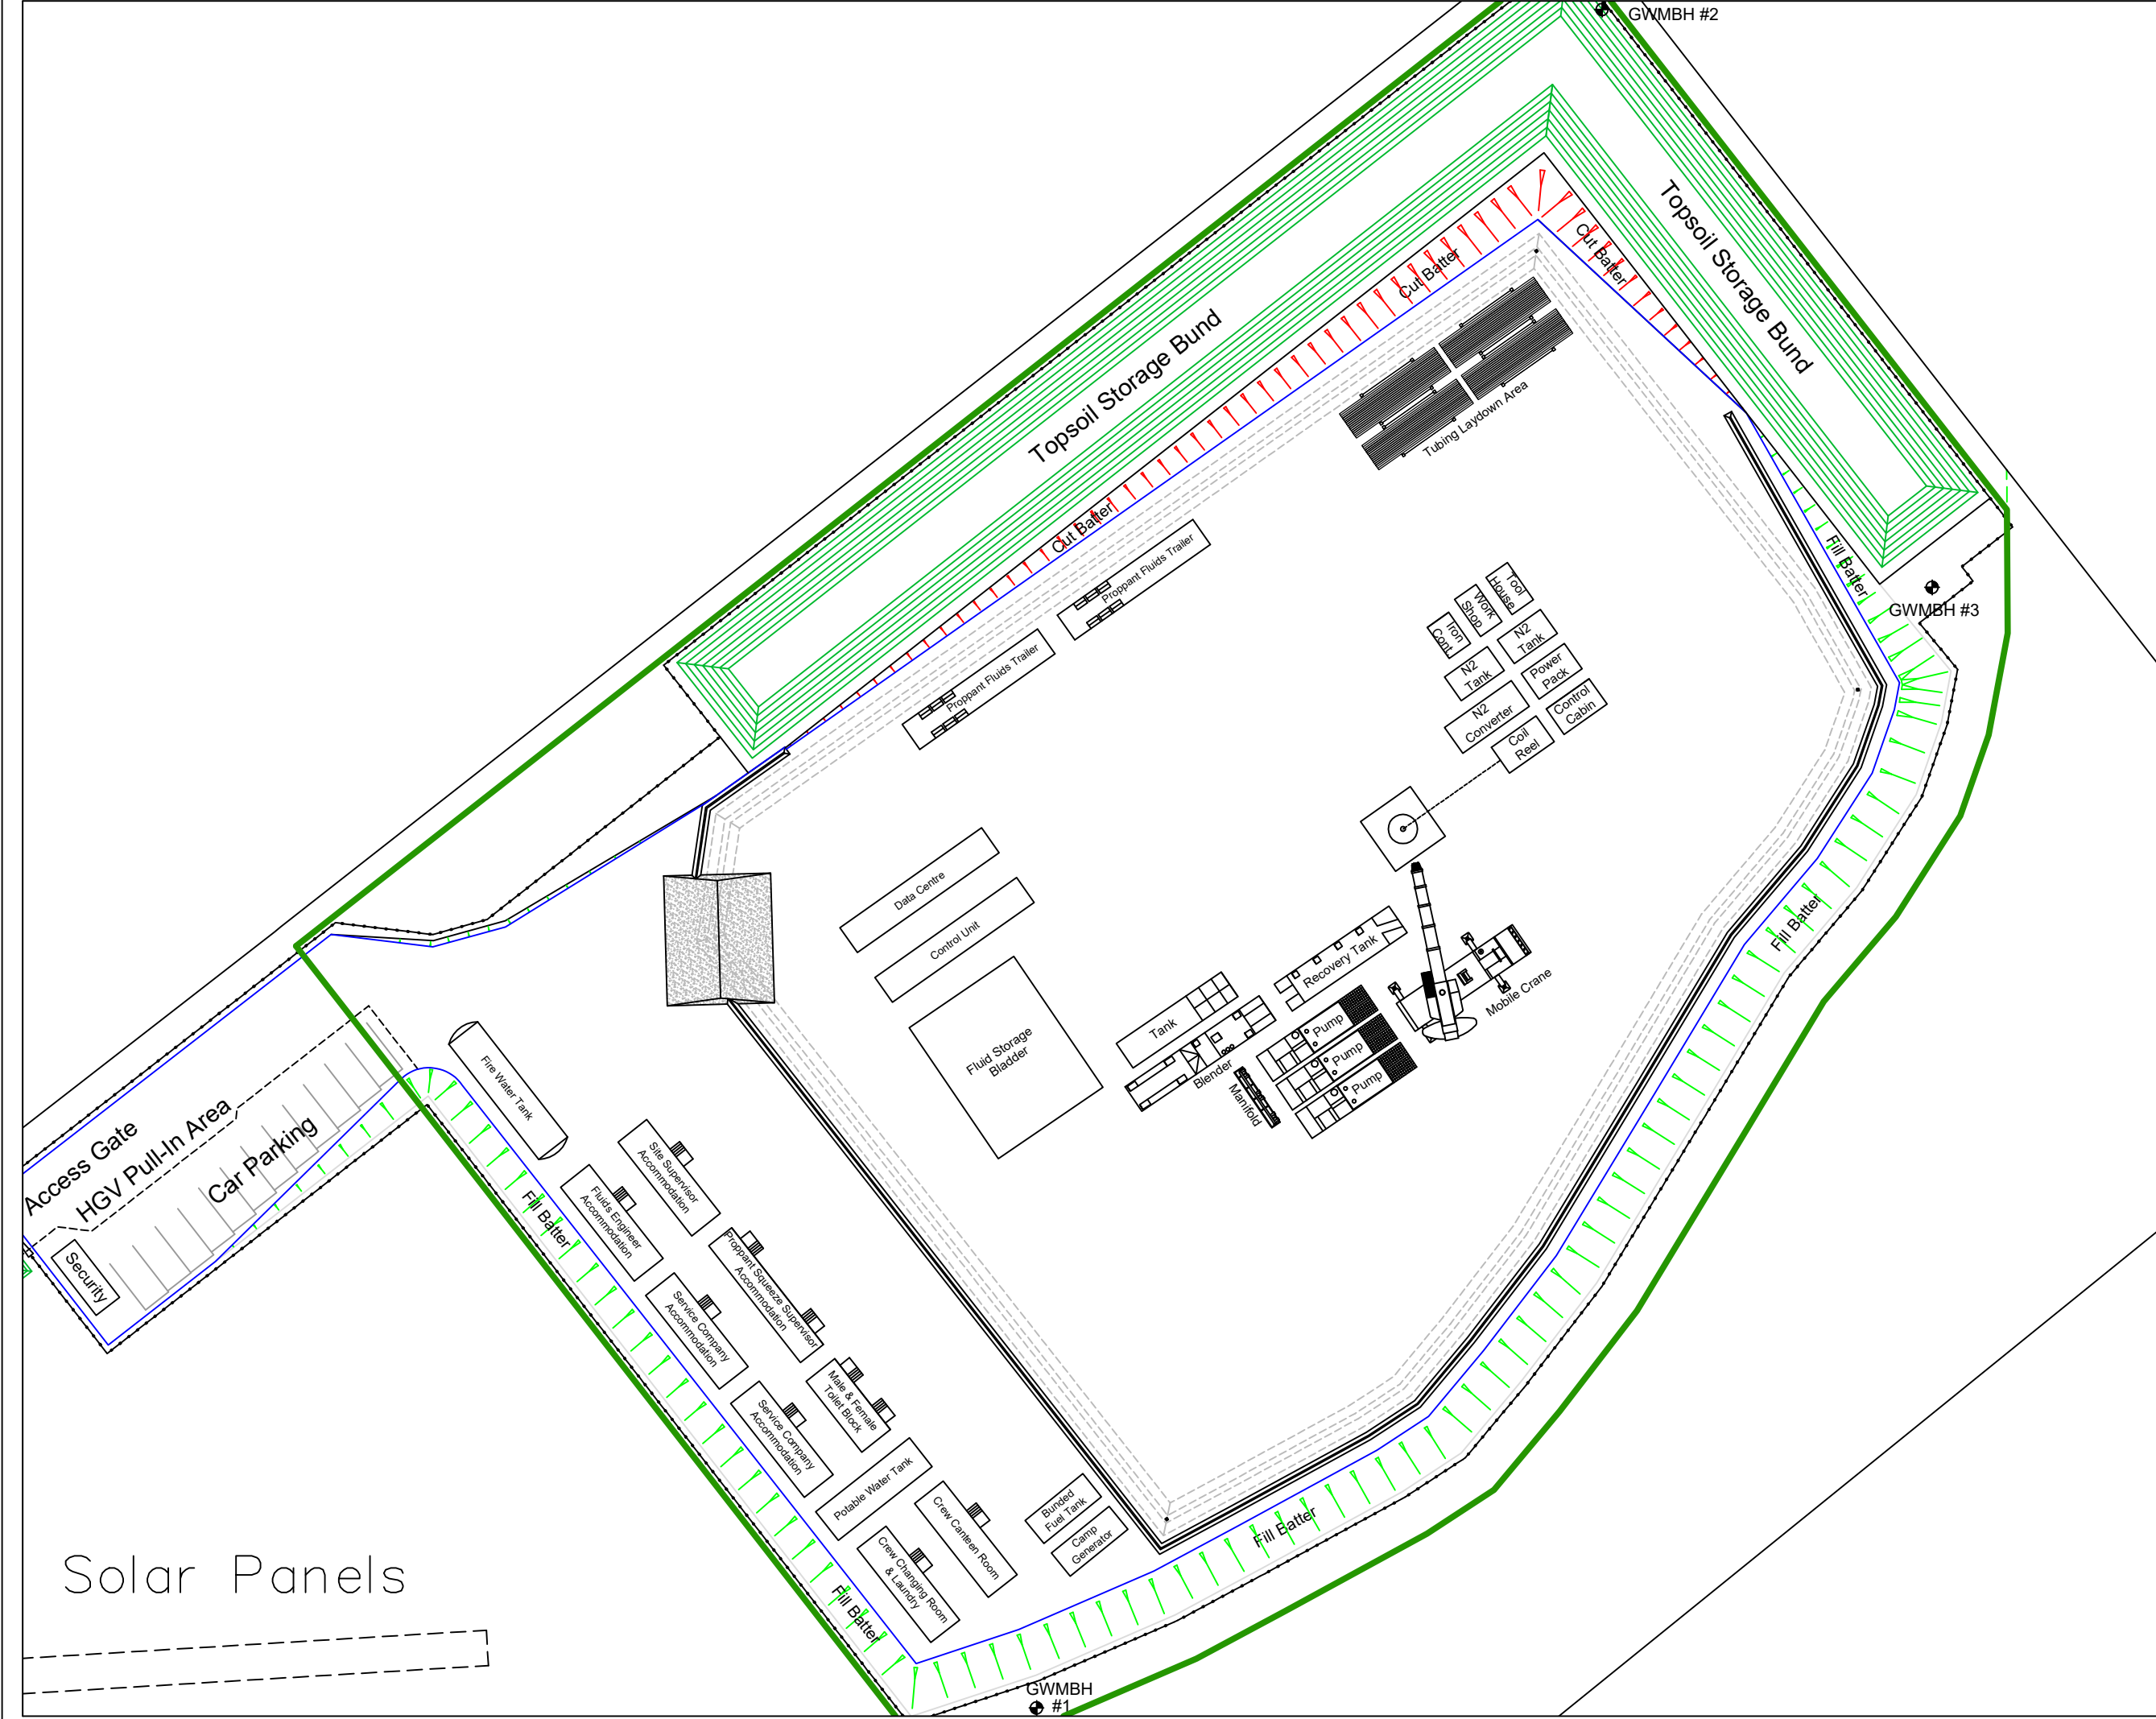 GWMBH #2
Topsoil Storage Bund
Cut Batter
Cut Batter
Topsoil Storage Bund
Tubing Laydown Area
Cut Batter
Proppant Fluids Trailer
Proppant Fluids Trailer
Fill Batter
GWMBH #3
Tool
House
Work
Shop
Iron
Cont.
N2
Tank
N2
Tank
Power
Pack
N2
Converter
Control
Cabin
Coil
Reel
Data Centre
Control Unit
Fluid Storage
Bladder
Recovery Tank
Tank
Blender
Manifold
Pump
Pump
Pump
Mobile Crane
Fill Batter
Fire Water Tank
Access Gate
HGV Pull-In Area
Car Parking
Security
Site Supervisor
Accommodation
Fluids Engineer
Accommodation
Fill Batter
Proppant Squeeze Supervisor
Accommodation
Service Company
Accommodation
Male & Female
Toilet Block
Service Company
Accommodation
Potable Water Tank
Crew Canteen Room
Bunded
Fuel Tank
Camp
Generator
Crew Changing Room
& Laundry
Fill Batter
Fill Batter
Solar Panels
GWMBH
#1